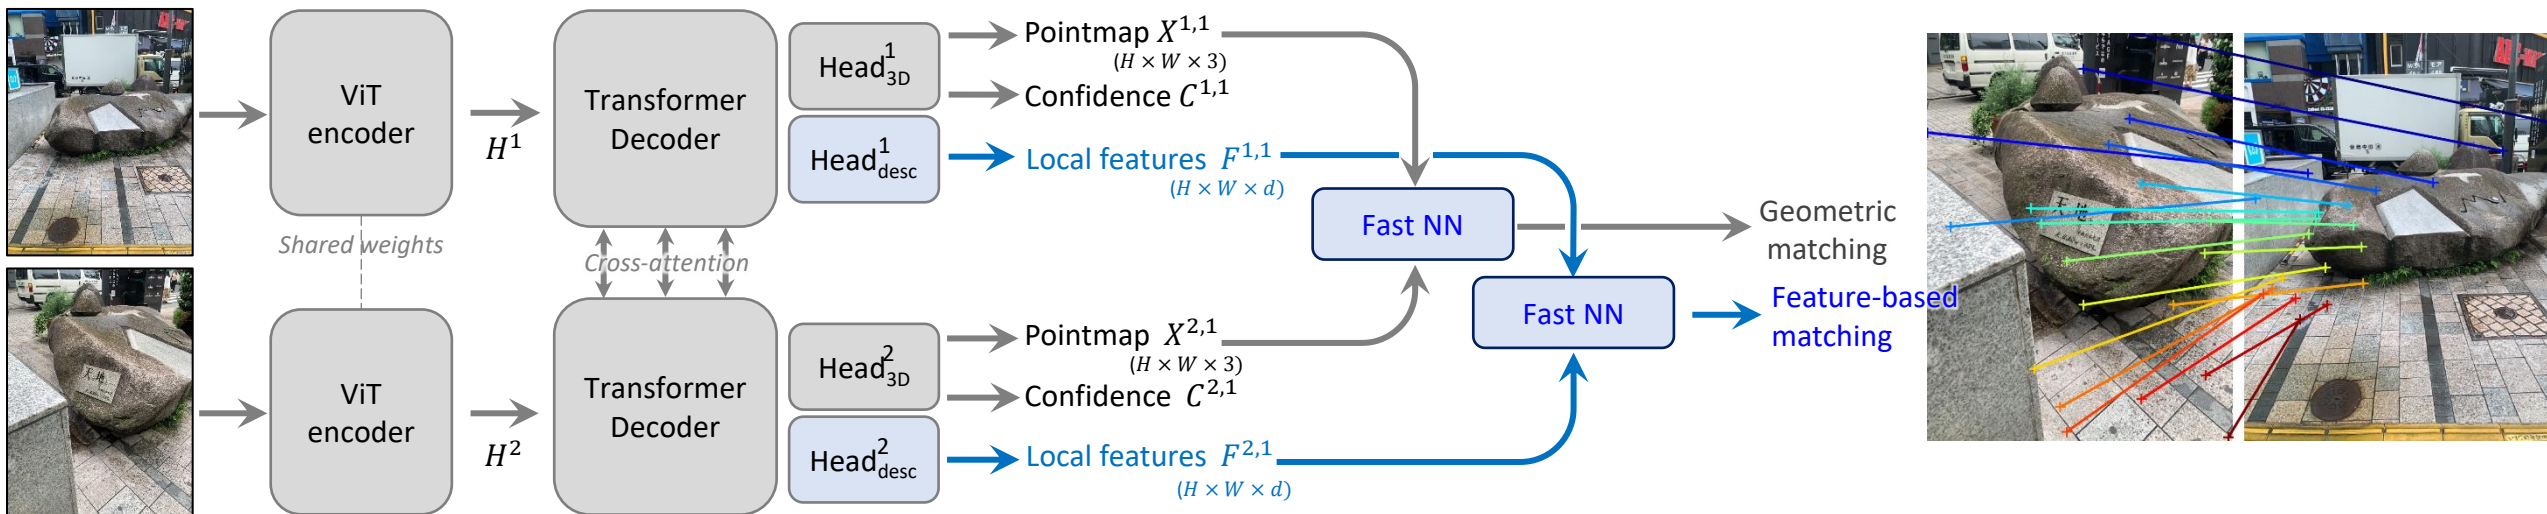 ViT
encoder
H¹
Transformer
Decoder
Head¹3D
Head¹desc
Pointmap X¹,¹
(H × W × 3)
Confidence C¹,¹
Local features F¹,¹
(H × W × d)
Shared weights
Cross-attention
Fast NN
Geometric
matching
Fast NN
Feature-based
matching
ViT
encoder
H²
Transformer
Decoder
Head²3D
Head²desc
Pointmap X²,¹
(H × W × 3)
Confidence C²,¹
Local features F²,¹
(H × W × d)
天地